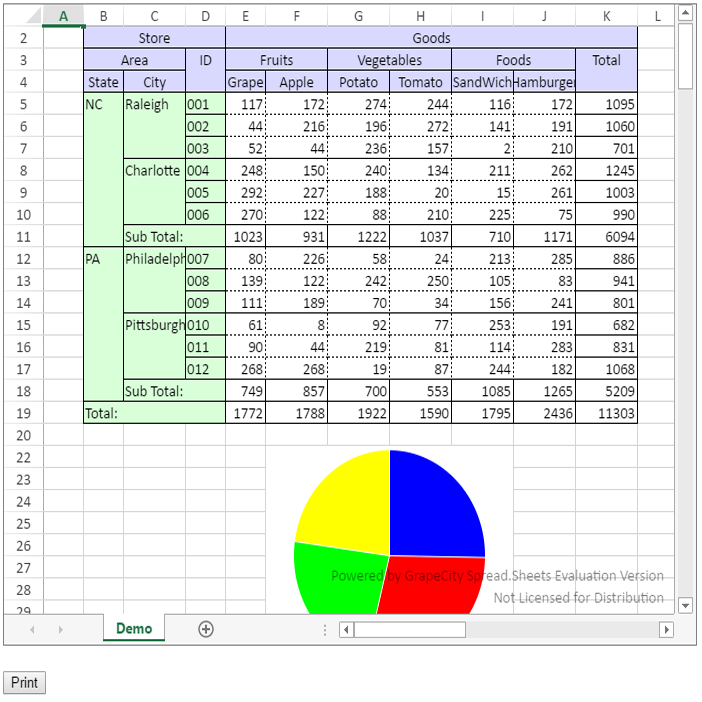 A B C D E F G H I J K L
2 Store Goods
3 Area ID Fruits Vegetables Foods Total
4 State City Grape Apple Potato Tomato SandWich Hamburger
5 NC Raleigh 001 117 172 274 244 116 172 1095
6 002 44 216 196 272 141 191 1060
7 003 52 44 236 157 2 210 701
8 Charlotte 004 248 150 240 134 211 262 1245
9 005 292 227 188 20 15 261 1003
10 006 270 122 88 210 225 75 990
11 Sub Total: 1023 931 1222 1037 710 1171 6094
12 PA Philadelph 007 80 226 58 24 213 285 886
13 008 139 122 242 250 105 83 941
14 009 111 189 70 34 156 241 801
15 Pittsburgh 010 61 8 92 77 253 191 682
16 011 90 44 219 81 114 283 831
17 012 268 268 19 87 244 182 1068
18 Sub Total: 749 857 700 553 1085 1265 5209
19 Total: 1772 1788 1922 1590 1795 2436 11303
20
22
23
24
25
26
27 Powered by GrapeCity Spread.Sheets Evaluation Version
28 Not Licensed for Distribution
29
Demo
Print